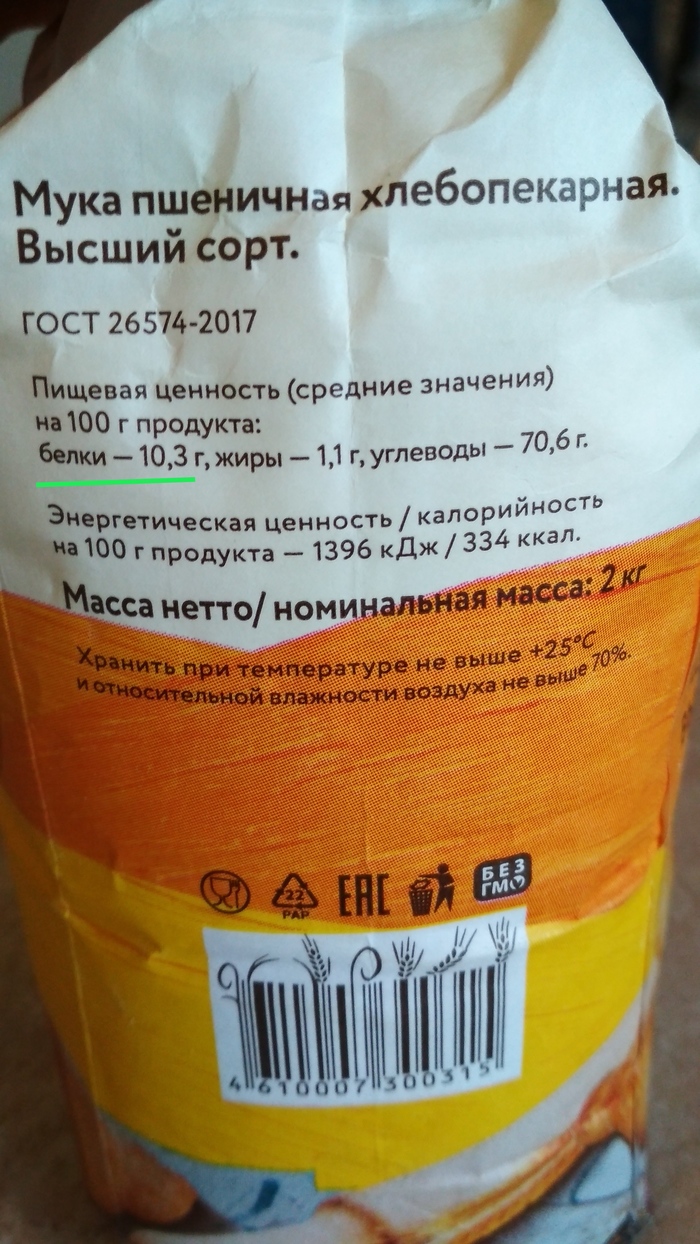 Мука пшеничная хлебопекарная.
Высший сорт.
ГОСТ 26574-2017
Пищевая ценность (средние значения)
на 100 г продукта:
белки — 10,3 г, жиры — 1,1 г, углеводы — 70,6 г.
Энергетическая ценность / калорийность
на 100 г продукта — 1396 кДж / 334 ккал.
Масса нетто/ номинальная масса: 2 кг
Хранить при температуре не выше +25°С
и относительной влажности воздуха не выше 70%.
22
PAP
EAC
БЕЗ
ГМО
4 610007 300315